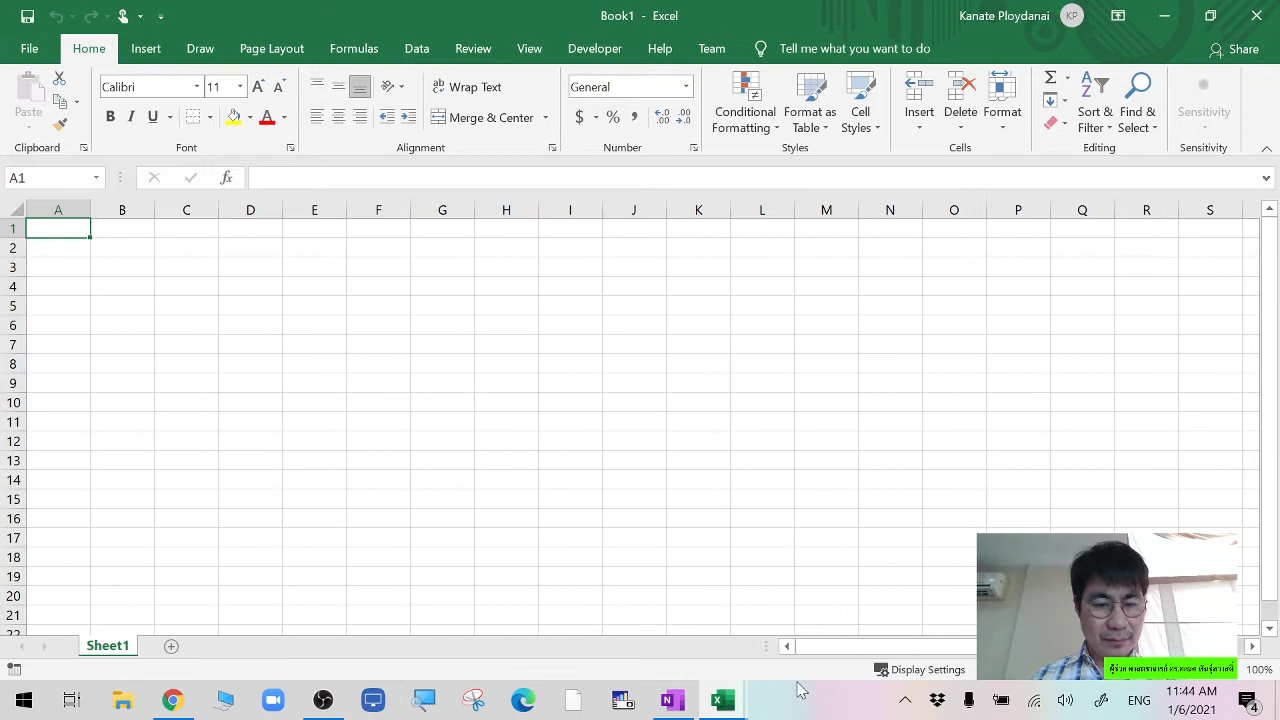 Book1 - Excel
Kanate Ploydanai
KP
File
Home
Insert
Draw
Page Layout
Formulas
Data
Review
View
Developer
Help
Team
Tell me what you want to do
Share
Paste
Clipboard
Calibri
11
B
I
U
Font
Wrap Text
Merge & Center
Alignment
General
$
%
Number
Conditional
Formatting
Format as
Table
Cell
Styles
Styles
Insert
Delete
Format
Cells
Sort &
Filter
Find &
Select
Editing
Sensitivity
Sensitivity
A1
fx
A B C D E F G H I J K L M N O P Q R S
1
2
3
4
5
6
7
8
9
10
11
12
13
14
15
16
17
18
19
20
21
22
Sheet1
Display Settings
100%
ENG
11:44 AM
1/6/2021
4